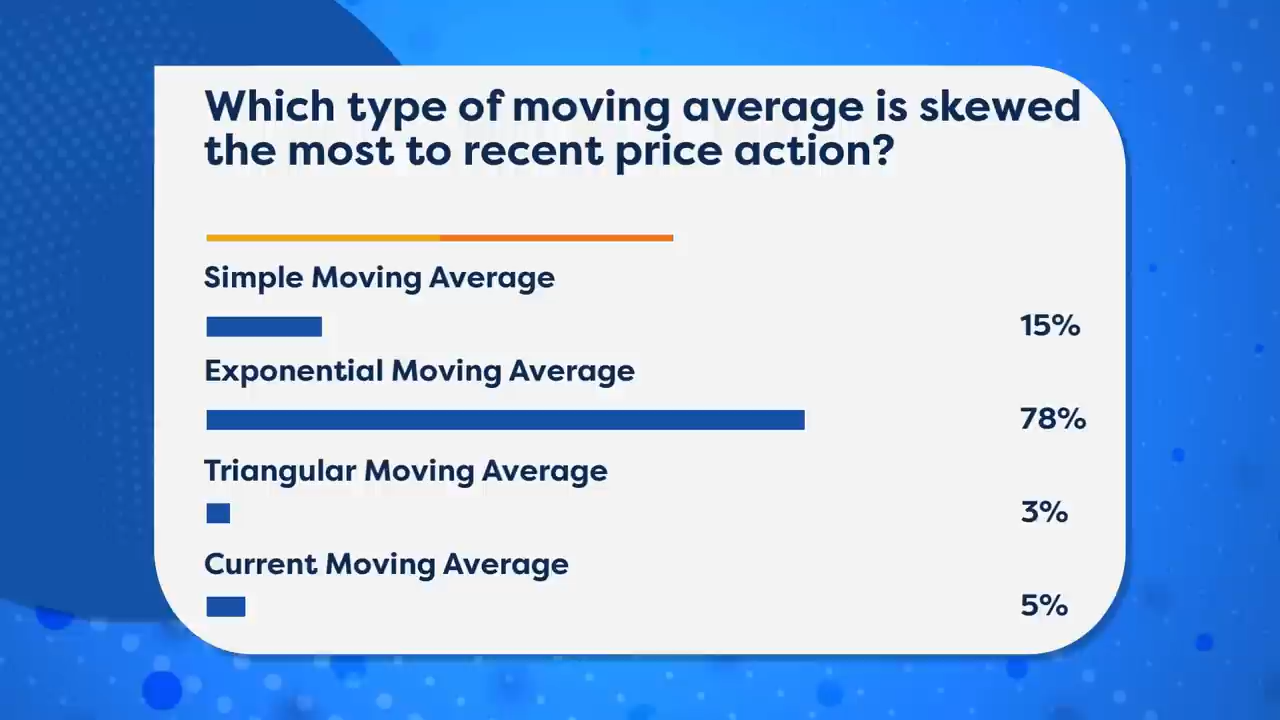 Which type of moving average is skewed
the most to recent price action?
Simple Moving Average
15%
Exponential Moving Average
78%
Triangular Moving Average
3%
Current Moving Average
5%